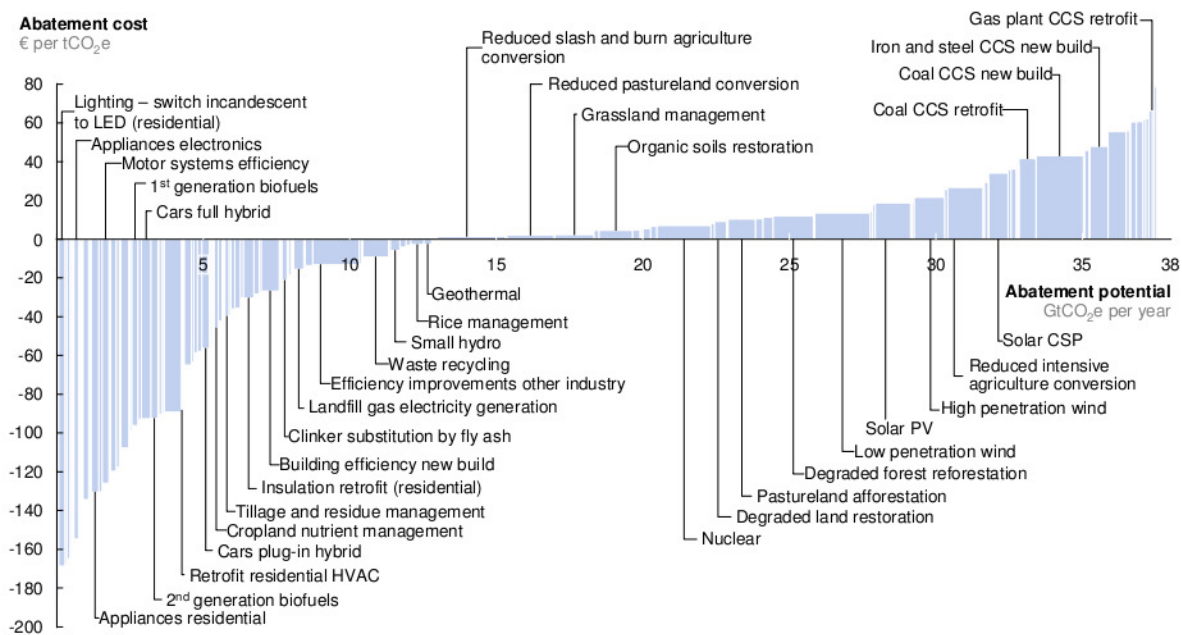 Abatement cost
€ per tCO2e
Gas plant CCS retrofit
Reduced slash and burn agriculture
conversion
Iron and steel CCS new build
Coal CCS new build
Reduced pastureland conversion
Lighting – switch incandescent
to LED (residential)
Coal CCS retrofit
Grassland management
Appliances electronics
Organic soils restoration
Motor systems efficiency
1st generation biofuels
Cars full hybrid
80
60
40
20
0
-20
-40
-60
-80
-100
-120
-140
-160
-180
-200
5
10
15
20
25
30
35
38
Abatement potential
GtCO2e per year
Geothermal
Rice management
Small hydro
Waste recycling
Efficiency improvements other industry
Landfill gas electricity generation
Clinker substitution by fly ash
Building efficiency new build
Insulation retrofit (residential)
Tillage and residue management
Cropland nutrient management
Cars plug-in hybrid
Retrofit residential HVAC
2nd generation biofuels
Appliances residential
Solar CSP
Reduced intensive
agriculture conversion
High penetration wind
Solar PV
Low penetration wind
Degraded forest reforestation
Pastureland afforestation
Degraded land restoration
Nuclear